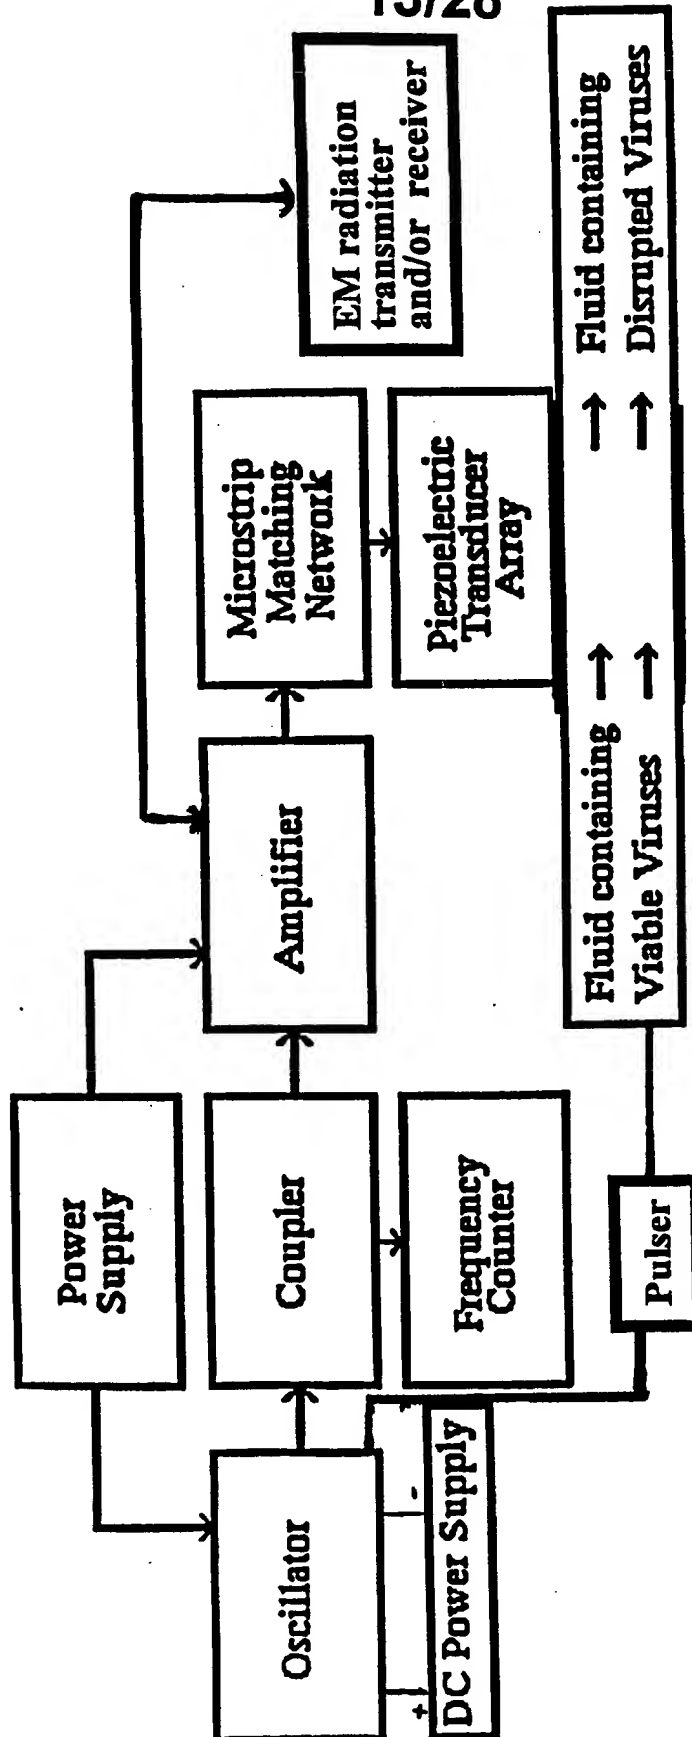 13/28
Power
Supply
Oscillator
Coupler
Amplifier
Microstrip
Matching
Network
EM radiation
transmitter
and/or receiver
+
-
DC Power Supply
Frequency
Counter
Piezoelectric
Transducer
Array
Pulser
Fluid containing → → Fluid containing
Viable Viruses → → Disrupted Viruses